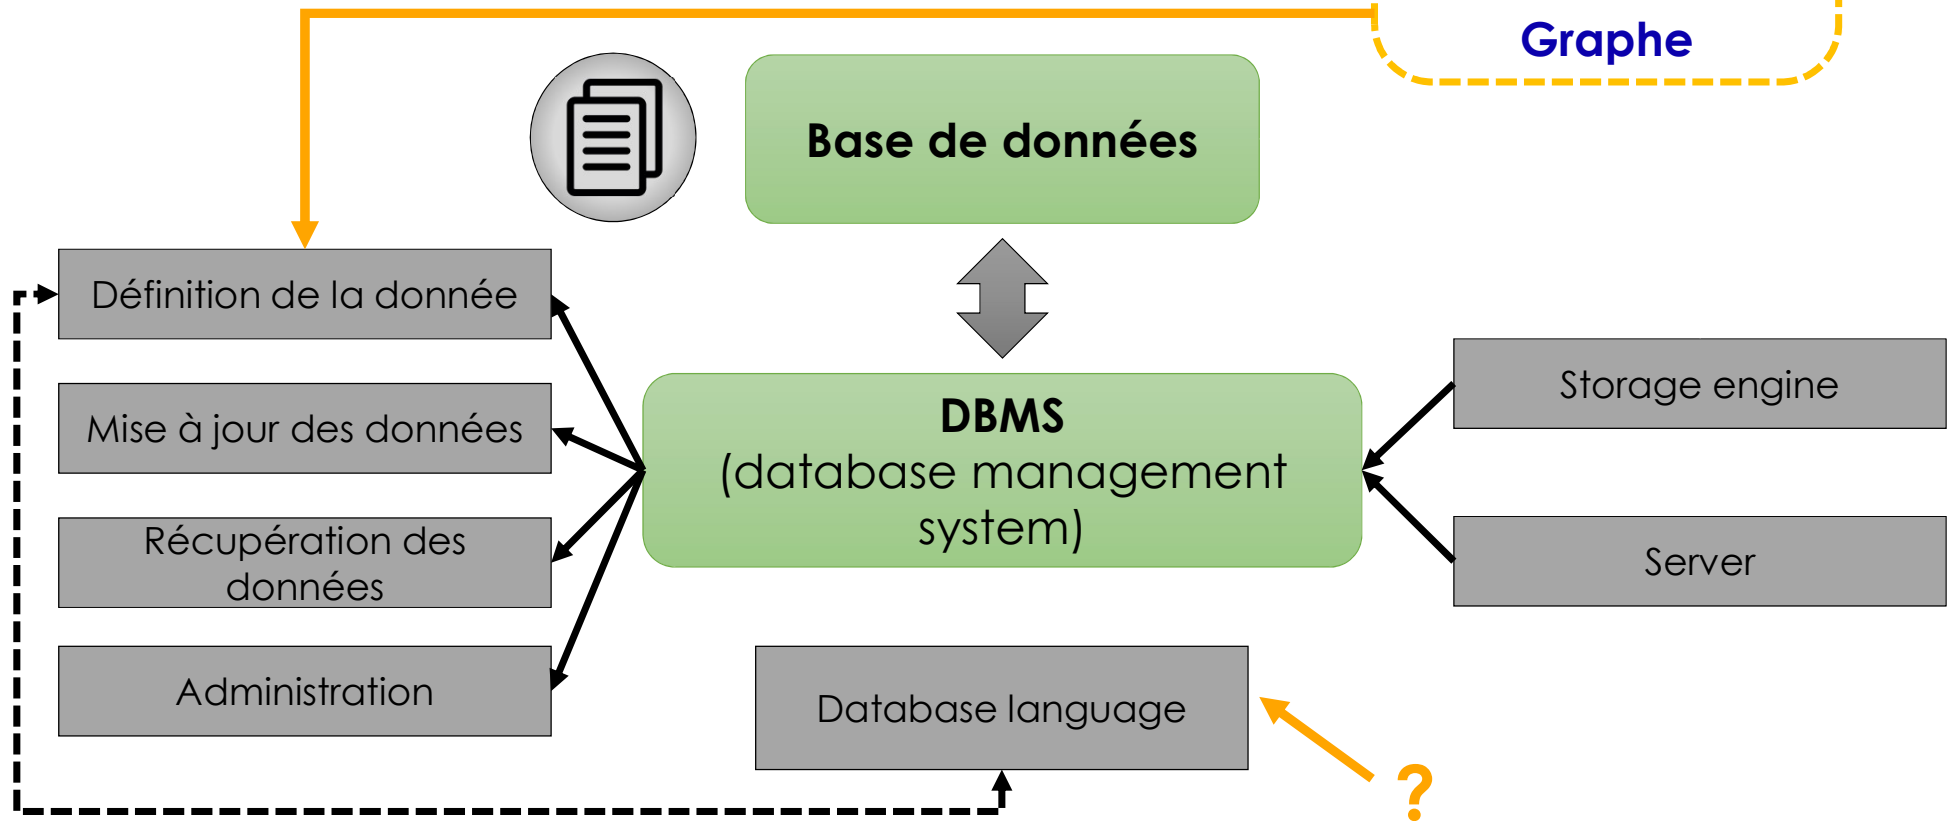 Graphe
Base de données
Définition de la donnée
Mise à jour des données
Récupération des
données
Administration
DBMS
(database management
system)
Storage engine
Server
Database language
?